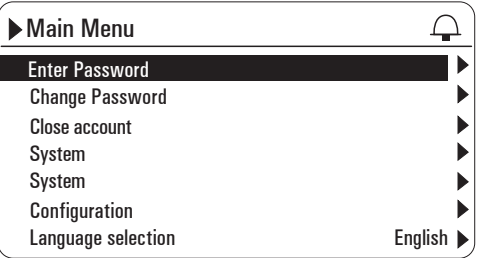 Main Menu
Enter Password
Change Password
Close account
System
System
Configuration
Language selection English